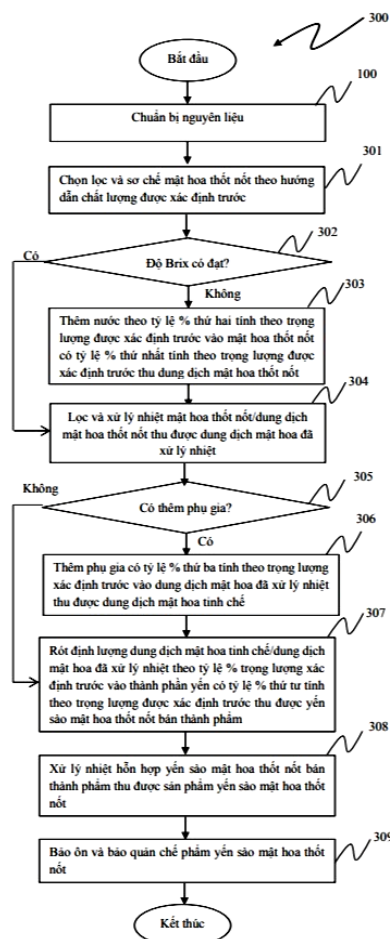 300
Bắt đầu
100
Chuẩn bị nguyên liệu
301
Chọn lọc và sơ chế mật hoa thốt nốt theo hướng
dẫn chất lượng được xác định trước
302
Có
Độ Brix có đạt?
Không
303
Thêm nước theo tỷ lệ % thứ hai tính theo trọng
lượng được xác định trước vào mật hoa thốt nốt
có tỷ lệ % thứ nhất tính theo trọng lượng được
xác định trước thu dung dịch mật hoa thốt nốt
304
Lọc và xử lý nhiệt mật hoa thốt nốt/dung dịch
mật hoa thốt nốt thu được dung dịch mật hoa đã
xử lý nhiệt
305
Không
Có thêm phụ gia?
Có
306
Thêm phụ gia có tỷ lệ % thứ ba tính theo trọng lượng
xác định trước vào dung dịch mật hoa đã xử lý nhiệt
thu được dung dịch mật hoa tinh chế
307
Rót định lượng dung dịch mật hoa tinh chế/dung dịch
mật hoa đã xử lý nhiệt theo tỷ lệ % trọng lượng xác
định trước vào thành phần yến có tỷ lệ % thứ tư tính
theo trọng lượng được xác định trước thu được yến
sào mật hoa thốt nốt bán thành phẩm
308
Xử lý nhiệt hỗn hợp yến sào mật hoa thốt nốt bán
thành phẩm thu được sản phẩm yến sào mật hoa thốt
nốt
309
Bảo ôn và bảo quản chế phẩm yến sào mật hoa thốt
nốt
Kết thúc